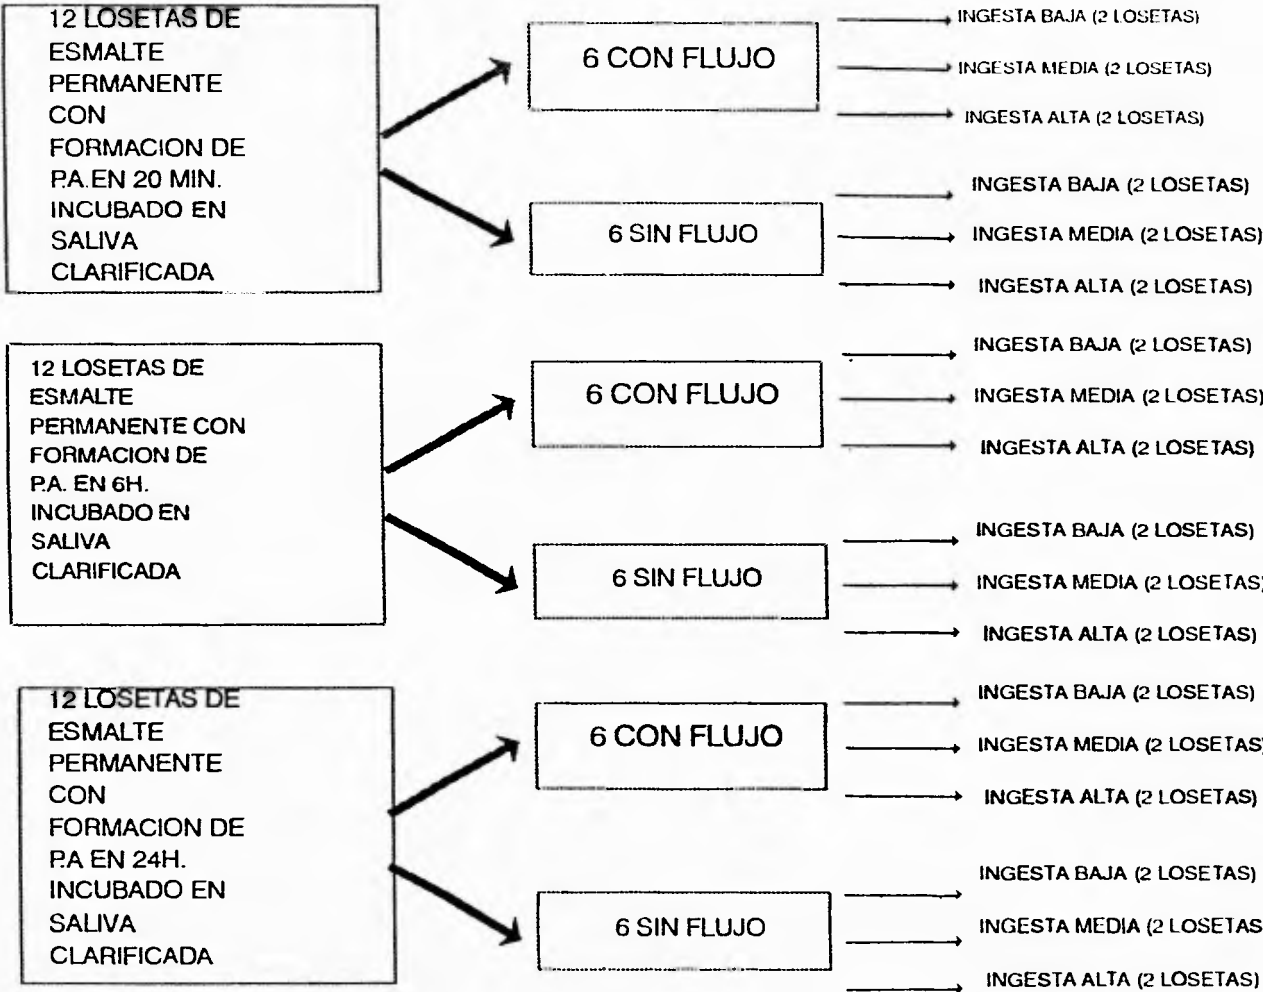 12 LOSETAS DE
ESMALTE
PERMANENTE
CON
FORMACION DE
P.A.EN 20 MIN.
INCUBADO EN
SALIVA
CLARIFICADA
6 CON FLUJO
INGESTA BAJA (2 LOSETAS)
INGESTA MEDIA (2 LOSETAS)
INGESTA ALTA (2 LOSETAS)
6 SIN FLUJO
INGESTA BAJA (2 LOSETAS)
INGESTA MEDIA (2 LOSETAS)
INGESTA ALTA (2 LOSETAS)
12 LOSETAS DE
ESMALTE
PERMANENTE CON
FORMACION DE
P.A. EN 6H.
INCUBADO EN
SALIVA
CLARIFICADA
6 CON FLUJO
INGESTA BAJA (2 LOSETAS)
INGESTA MEDIA (2 LOSETAS)
INGESTA ALTA (2 LOSETAS)
6 SIN FLUJO
INGESTA BAJA (2 LOSETAS)
INGESTA MEDIA (2 LOSETAS)
INGESTA ALTA (2 LOSETAS)
12 LOSETAS DE
ESMALTE
PERMANENTE
CON
FORMACION DE
P.A EN 24H.
INCUBADO EN
SALIVA
CLARIFICADA
6 CON FLUJO
INGESTA BAJA (2 LOSETAS)
INGESTA MEDIA (2 LOSETAS)
INGESTA ALTA (2 LOSETAS)
6 SIN FLUJO
INGESTA BAJA (2 LOSETAS)
INGESTA MEDIA (2 LOSETAS
INGESTA ALTA (2 LOSETAS)